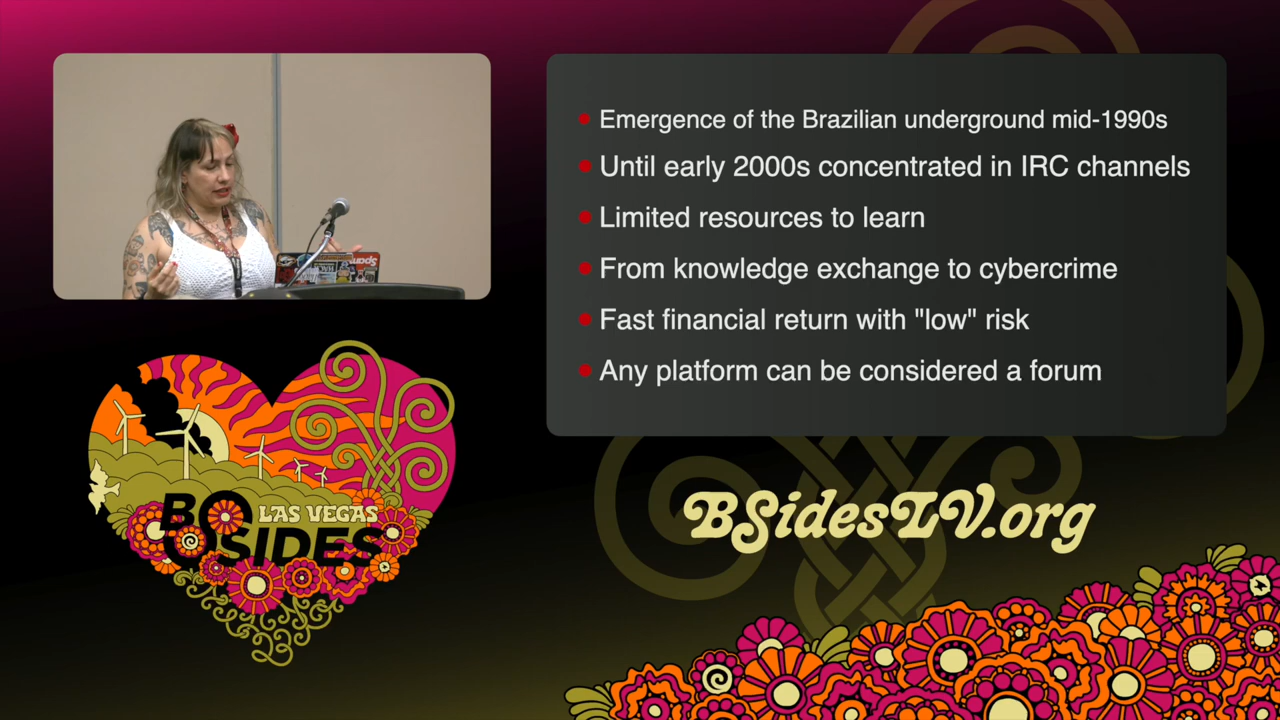 Emergence of the Brazilian underground mid-1990s
Until early 2000s concentrated in IRC channels
Limited resources to learn
From knowledge exchange to cybercrime
Fast financial return with "low" risk
Any platform can be considered a forum
LAS VEGAS
BSIDES
BSidesLV.org